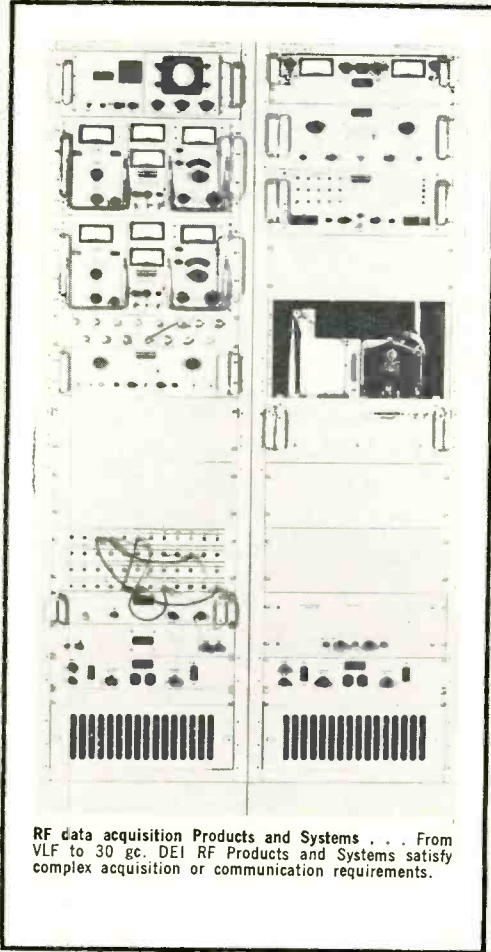 RF data acquisition Products and Systems . . . From
VLF to 30 gc. DEI RF Products and Systems satisfy
complex acquisition or communication requirements.